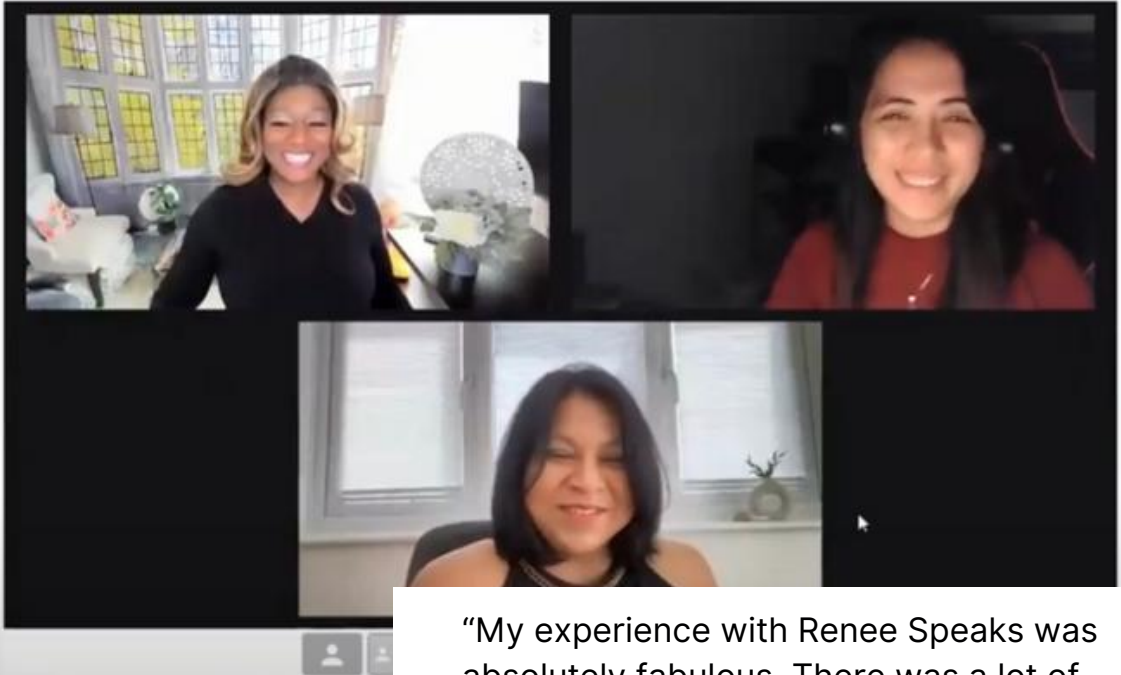 “My experience with Renee Speaks was
absolutely fabulous. There was a lot of